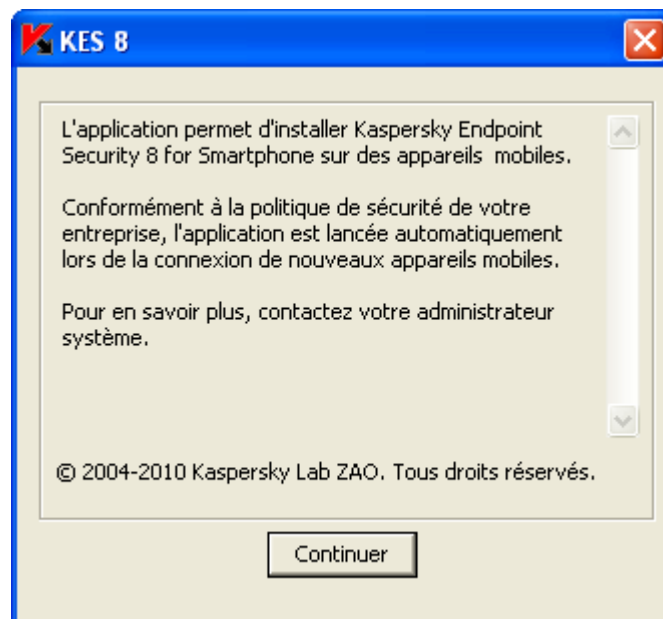 KES 8
L'application permet d'installer Kaspersky Endpoint
Security 8 for Smartphone sur des appareils mobiles.
Conformément à la politique de sécurité de votre
entreprise, l'application est lancée automatiquement
lors de la connexion de nouveaux appareils mobiles.
Pour en savoir plus, contactez votre administrateur
système.
© 2004-2010 Kaspersky Lab ZAO. Tous droits réservés.
Continuer